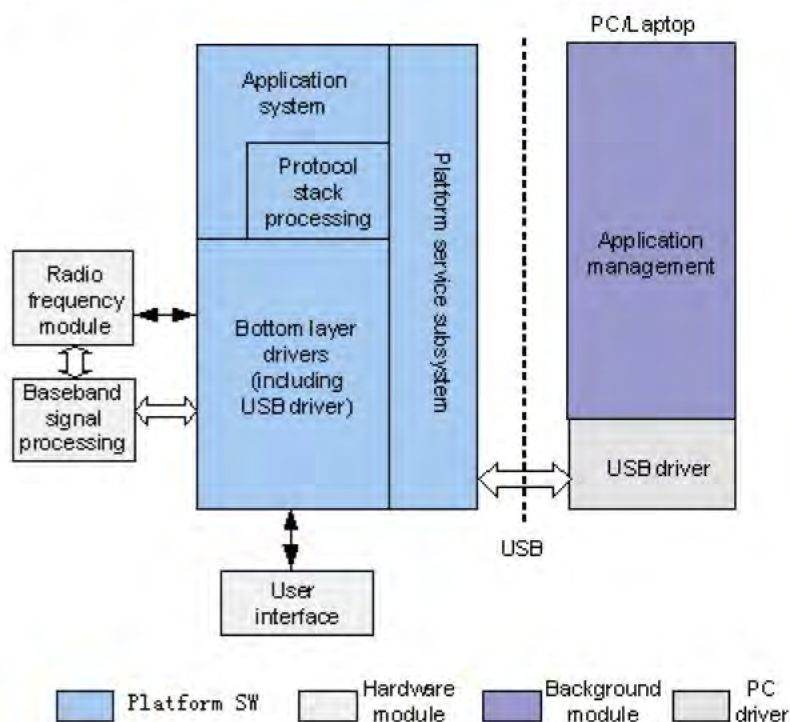 PC/Laptop
Application
system
Protocol
stack
processing
Platform service subsystem
Application
management
Radio
frequency
module
Bottom layer
drivers
(including
USB driver)
Baseband
signal
processing
USB driver
USB
User
interface
Platform SW
Hardware
module
Background
module
PC
driver